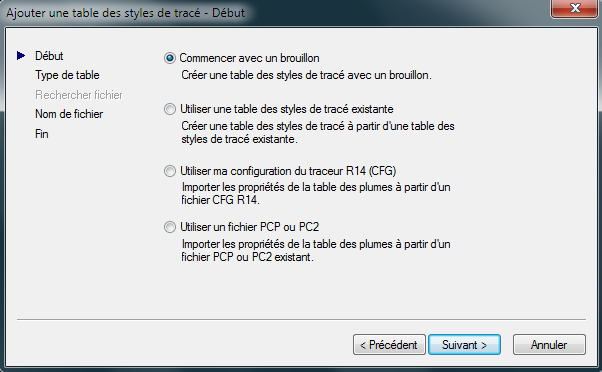 Ajouter une table des styles de tracé - Début
Début
Type de table
Rechercher fichier
Nom de fichier
Fin
Commencer avec un brouillon
Créer une table des styles de tracé avec un brouillon.
Utiliser une table des styles de tracé existante
Créer une table des styles de tracé à partir d'une table des
styles de tracé existante.
Utiliser ma configuration du traceur R14 (CFG)
Importer les propriétés de la table des plumes à partir d'un
fichier CFG R14.
Utiliser un fichier PCP ou PC2
Importer les propriétés de la table des plumes à partir d'un
fichier PCP ou PC2 existant.
< Précédent
Suivant >
Annuler